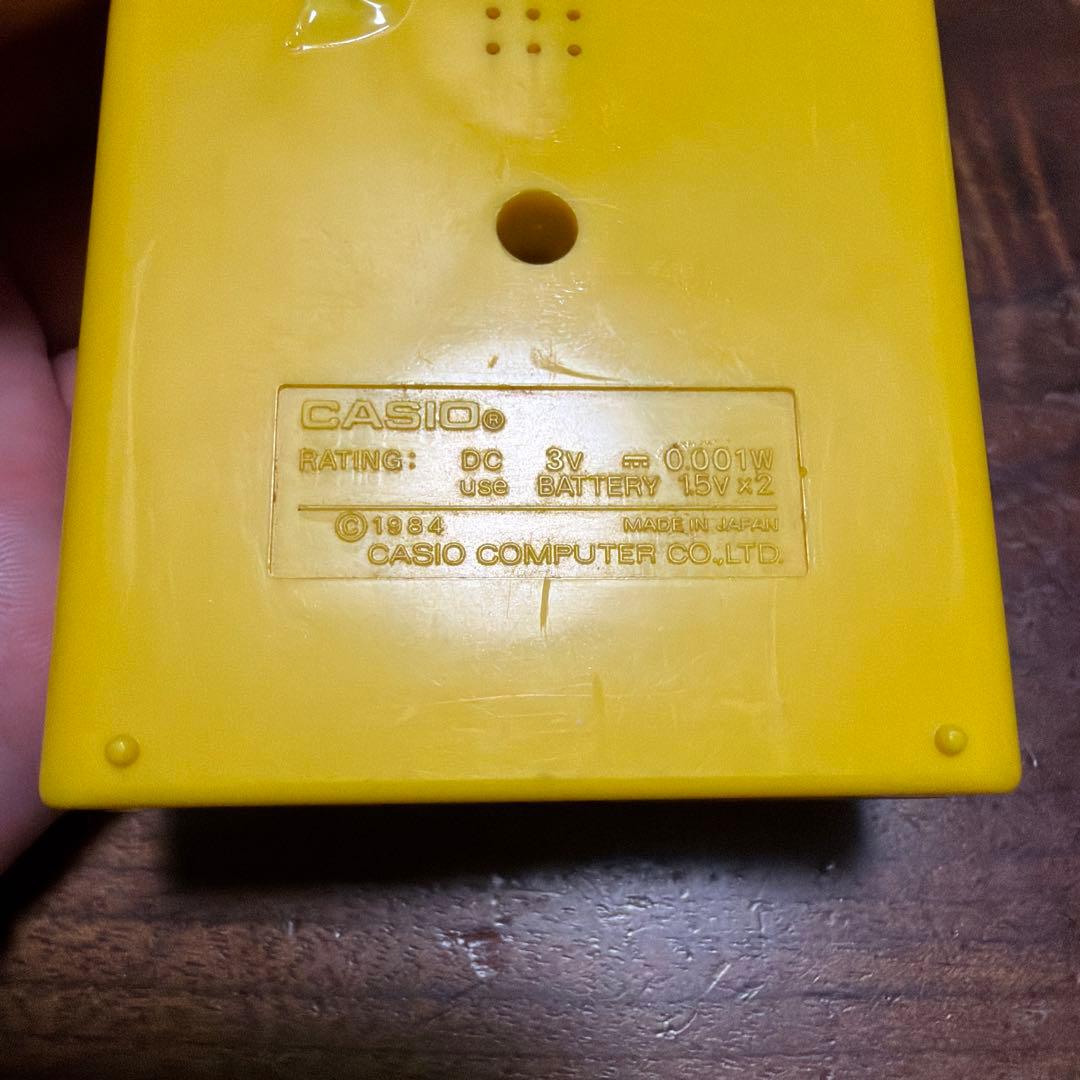 CASIO®
RATING: DC 3V ⎓ 0.001W
use BATTERY 1.5V×2
©1984 MADE IN JAPAN
CASIO COMPUTER CO.,LTD.